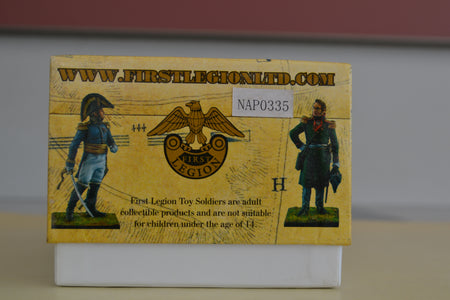 WWW.FIRSTLEGIONLTD.COM
NAP0335
444
FIRST
LEGION
H
First Legion Toy Soldiers are adult
collectible products and are not suitable
for children under the age of 14.